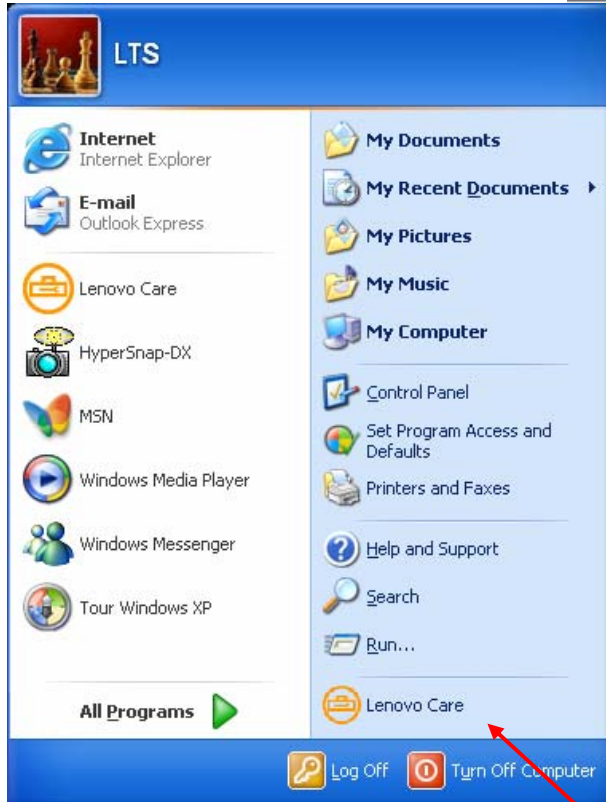 LTS
Internet
Internet Explorer
E-mail
Outlook Express
Lenovo Care
HyperSnap-DX
MSN
Windows Media Player
Windows Messenger
Tour Windows XP
All Programs
My Documents
My Recent Documents
My Pictures
My Music
My Computer
Control Panel
Set Program Access and
Defaults
Printers and Faxes
Help and Support
Search
Run...
Lenovo Care
Log Off
Turn Off Computer